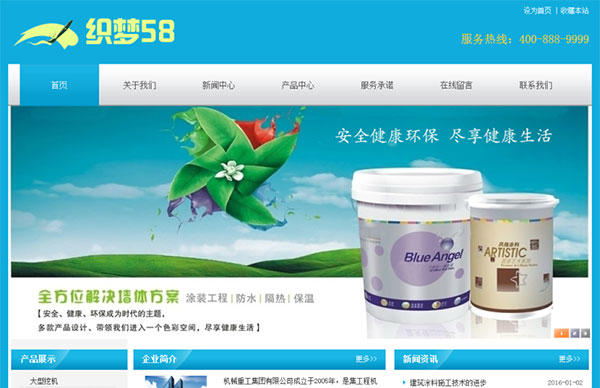 设为首页 | 收藏本站
织梦58
服务热线：400-888-9999
首页 关于我们 新闻中心 产品中心 服务承诺 在线留言 联系我们
安全健康环保 尽享健康生活
Blue Angel
ARTISTIC
全方位解决墙体方案 涂装工程 | 防水 | 隔热 | 保温
【 安全、健康、环保成为时代的主题，
多款产品设计、带领我们进入一个色彩空间，尽享健康生活 】
1 2 3
产品展示 企业简介 更多>> 新闻资讯 更多>>
大型挖机 机械重工集团有限公司成立于2005年，是集工程机 建筑涂料施工技术的进步 2016-01-02